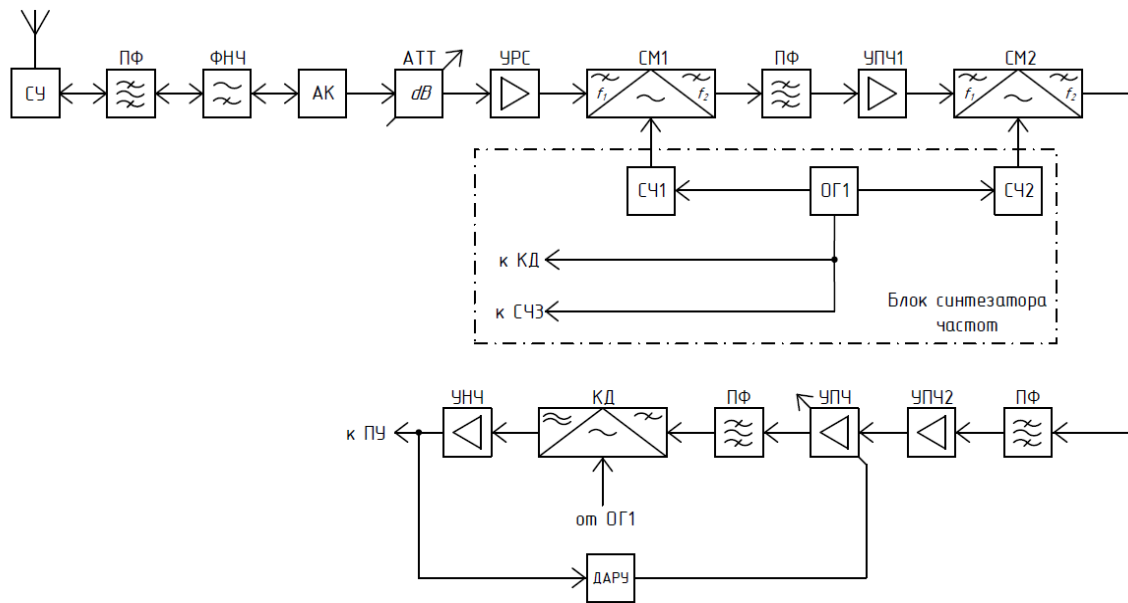 ПФ ФНЧ АТТ УРС СМ1 ПФ УПЧ1 СМ2
СУ АК dB f1 f2 f1 f2
СЧ1 ОГ1 СЧ2
к КД
к СЧЗ
Блок синтезатора
частот
УНЧ КД ПФ УПЧ УПЧ2 ПФ
к ПУ
от ОГ1
ДАРУ